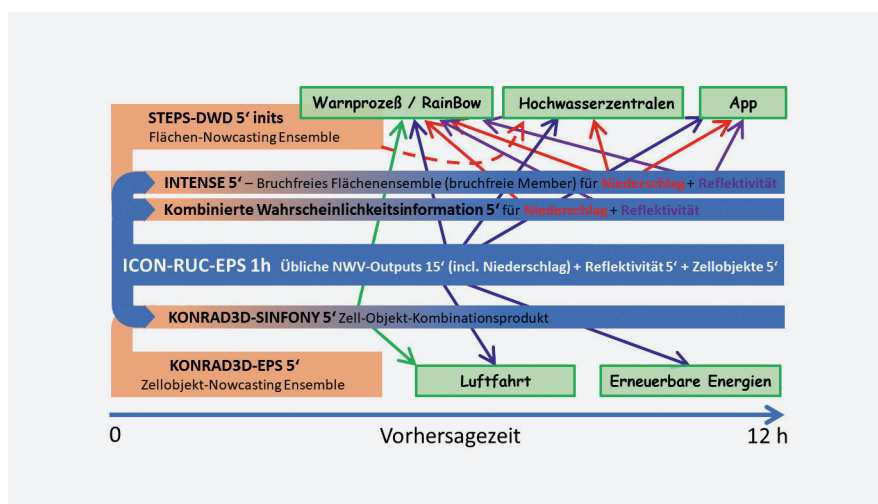 Warnprozeß / RainBow
Hochwasserzentralen
App
STEPS-DWD 5‘ inits
Flächen-Nowcasting Ensemble
INTENSE 5‘ – Bruchfreies Flächenensemble (bruchfreie Member) für Niederschlag + Reflektivität
Kombinierte Wahrscheinlichkeitsinformation 5‘ für Niederschlag + Reflektivität
ICON-RUC-EPS 1h Übliche NWV-Outputs 15‘ (incl. Niederschlag) + Reflektivität 5‘ + Zellobjekte 5‘
KONRAD3D-SINFONY 5‘ Zell-Objekt-Kombinationsprodukt
KONRAD3D-EPS 5‘
Zellobjekt-Nowcasting Ensemble
Luftfahrt
Erneuerbare Energien
0 Vorhersagezeit 12 h